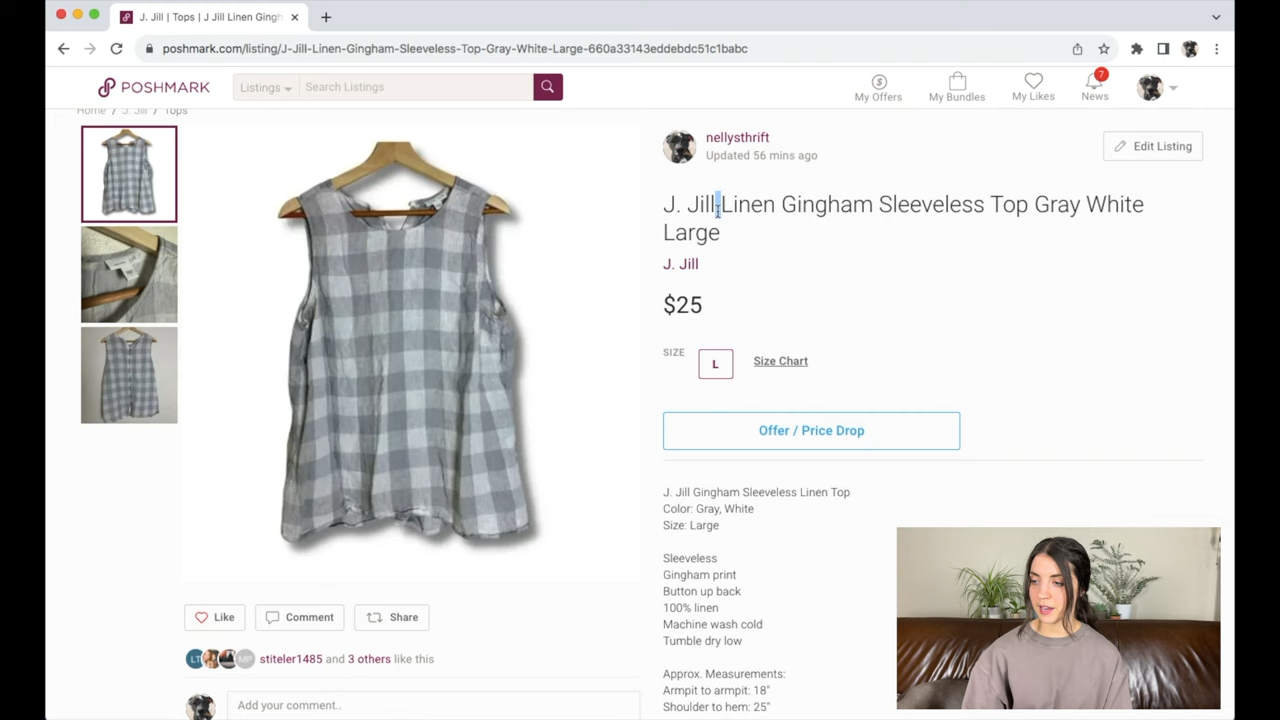 J. Jill | Tops | J Jill Linen Gingh
poshmark.com/listing/J-Jill-Linen-Gingham-Sleeveless-Top-Gray-White-Large-660a33143eddebdc51c1babc
POSHMARK
Listings
Search Listings
My Offers
My Bundles
My Likes
7
News
Home / J. Jill / Tops
nellysthrift
Updated 56 mins ago
Edit Listing
J. Jill Linen Gingham Sleeveless Top Gray White
Large
J. Jill
$25
SIZE
L
Size Chart
Offer / Price Drop
J. Jill Gingham Sleeveless Linen Top
Color: Gray, White
Size: Large
Sleeveless
Gingham print
Button up back
100% linen
Machine wash cold
Tumble dry low
Approx. Measurements:
Armpit to armpit: 18"
Shoulder to hem: 25"
Like
Comment
Share
LT
MP
stiteler1485 and 3 others like this
Add your comment..